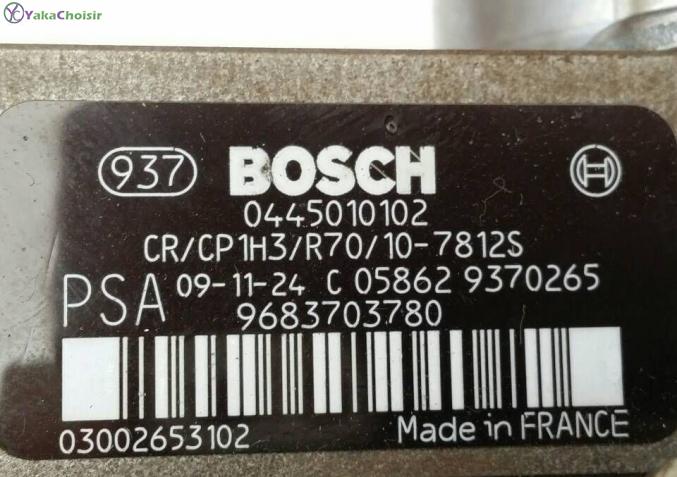 YakaChoisir
937 BOSCH
0445010102
CR/CP1H3/R70/10-7812S
PSA 09-11-24 C 05862 9370265
9683703780
03002653102 Made in FRANCE